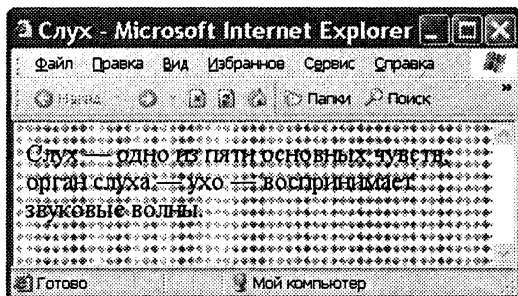 Слух - Microsoft Internet Explorer
Файл Правка Вид Избранное Сервис Справка »
Назад Папки Поиск
Слух — одно из пяти основных чувств,
орган слуха — ухо — воспринимает
звуковые волны.
Готово Мой компьютер